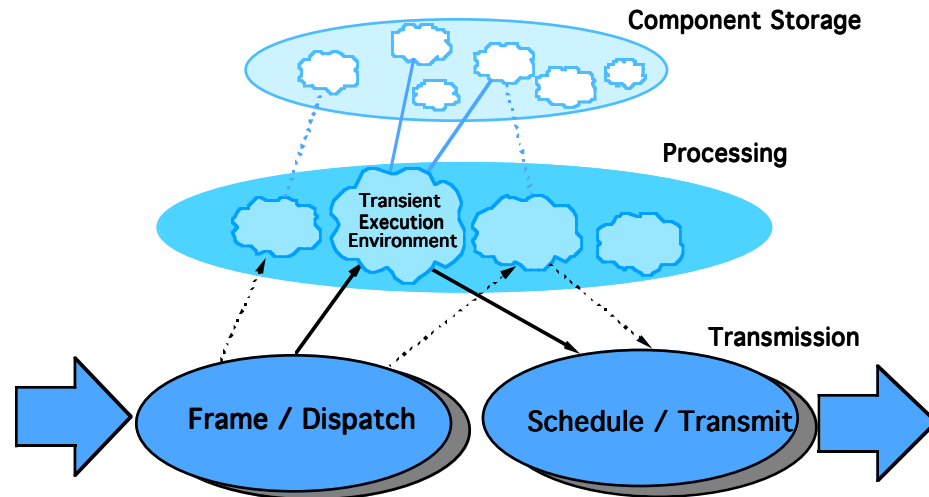 Component Storage
Processing
Transient
Execution
Environment
Transmission
Frame / Dispatch
Schedule / Transmit